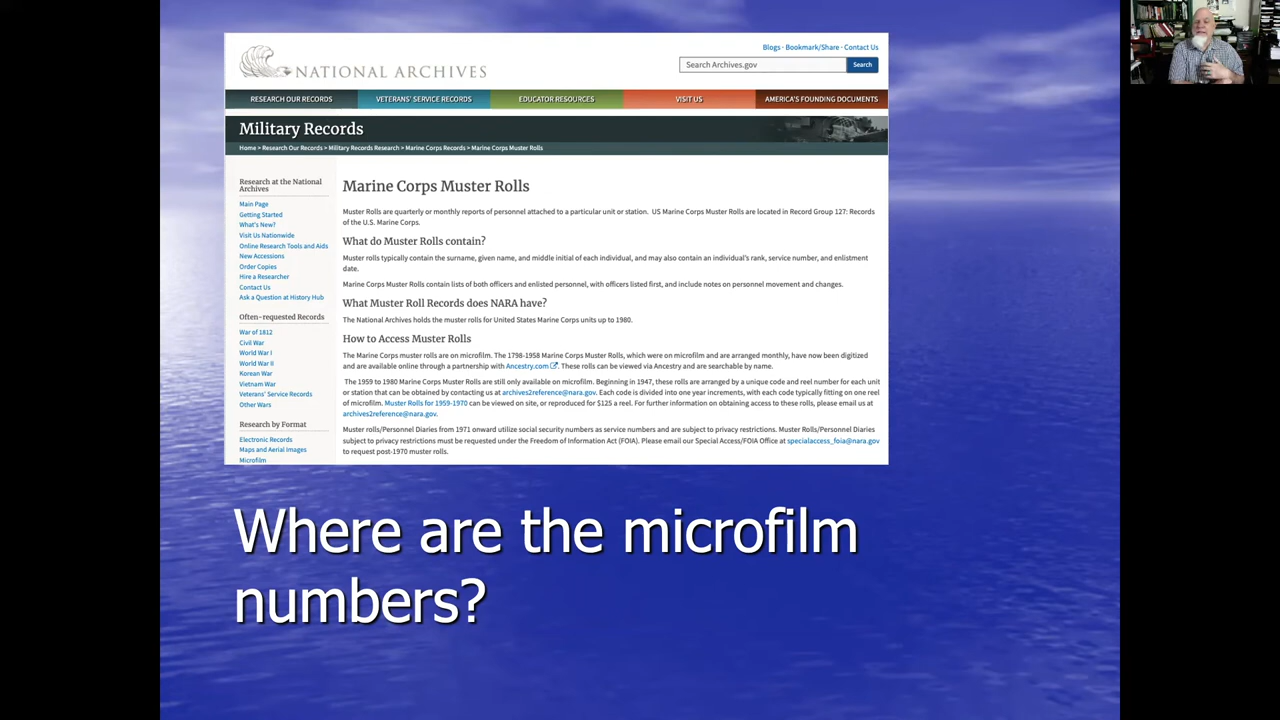 NATIONAL ARCHIVES
Blogs · Bookmark/Share · Contact Us
Search Archives.gov
Search
RESEARCH OUR RECORDS
VETERANS' SERVICE RECORDS
EDUCATOR RESOURCES
VISIT US
AMERICA'S FOUNDING DOCUMENTS
Military Records
Home > Research Our Records > Military Records Research > Marine Corps Records > Marine Corps Muster Rolls
Research at the National
Archives
Main Page
Getting Started
What's New?
Visit Us Nationwide
Online Research Tools and Aids
New Accessions
Order Copies
Hire a Researcher
Contact Us
Ask a Question at History Hub
Often-requested Records
War of 1812
Civil War
World War I
World War II
Korean War
Vietnam War
Veterans' Service Records
Other Wars
Research by Format
Electronic Records
Maps and Aerial Images
Microfilm
Marine Corps Muster Rolls
Muster Rolls are quarterly or monthly reports of personnel attached to a particular unit or station. US Marine Corps Muster Rolls are located in Record Group 127: Records
of the U.S. Marine Corps.
What do Muster Rolls contain?
Muster rolls typically contain the surname, given name, and middle initial of each individual, and may also contain an individual's rank, service number, and enlistment
date.
Marine Corps Muster Rolls contain lists of both officers and enlisted personnel, with officers listed first, and include notes on personnel movement and changes.
What Muster Roll Records does NARA have?
The National Archives holds the muster rolls for United States Marine Corps units up to 1980.
How to Access Muster Rolls
The Marine Corps muster rolls are on microfilm. The 1798-1958 Marine Corps Muster Rolls, which were on microfilm and are arranged monthly, have now been digitized
and are available online through a partnership with Ancestry.com. These rolls can be viewed via Ancestry and are searchable by name.
The 1959 to 1980 Marine Corps Muster Rolls are still only available on microfilm. Beginning in 1947, these rolls are arranged by a unique code and reel number for each unit
or station that can be obtained by contacting us at archives2reference@nara.gov. Each code is divided into one year increments, with each code typically fitting on one reel
of microfilm. Muster Rolls for 1959-1970 can be viewed on site, or reproduced for $125 a reel. For further information on obtaining access to these rolls, please email us at
archives2reference@nara.gov.
Muster rolls/Personnel Diaries from 1971 onward utilize social security numbers as service numbers and are subject to privacy restrictions. Muster Rolls/Personnel Diaries
subject to privacy restrictions must be requested under the Freedom of Information Act (FOIA). Please email our Special Access/FOIA Office at specialaccess_foia@nara.gov
to request post-1970 muster rolls.
Where are the microfilm
numbers?